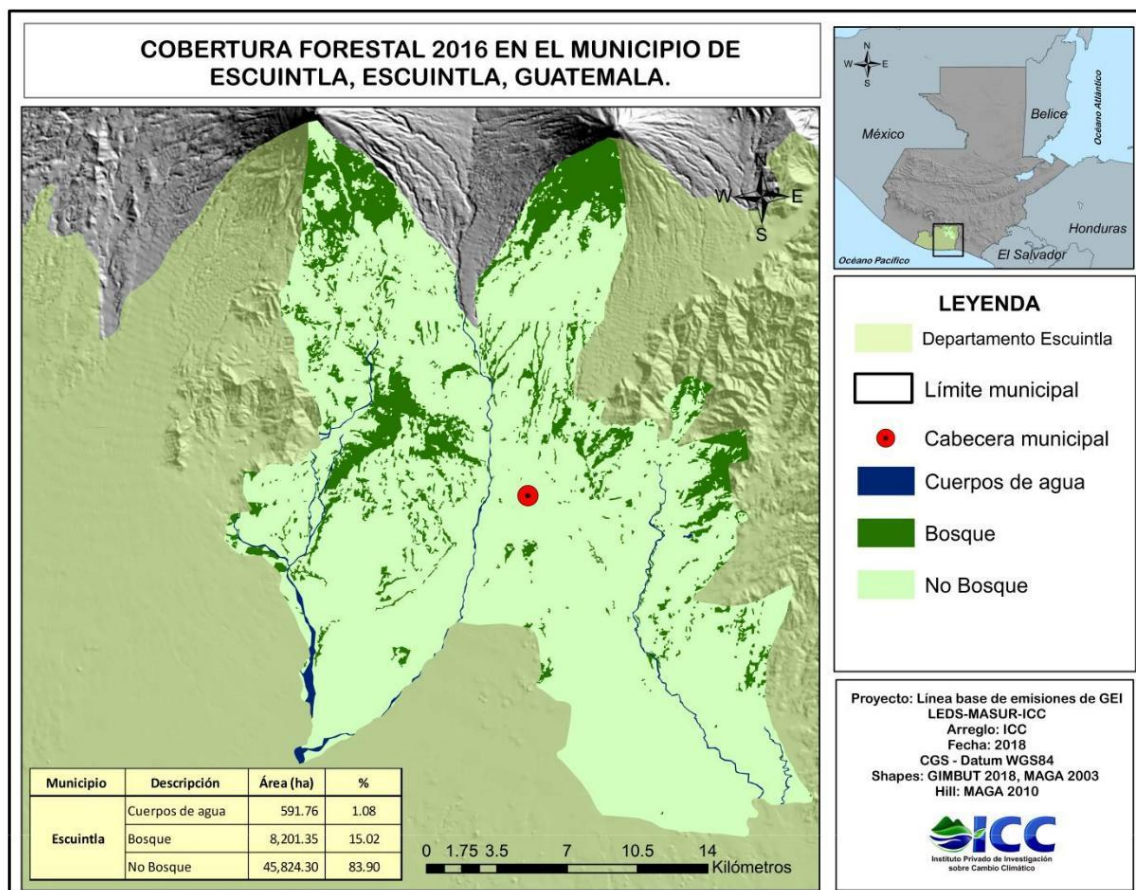 COBERTURA FORESTAL 2016 EN EL MUNICIPIO DE
ESCUINTLA, ESCUINTLA, GUATEMALA.
N
W E
S
N
W E
S
México
Belice
Océano Atlántico
Honduras
El Salvador
Océano Pacífico
LEYENDA
Departamento Escuintla
Límite municipal
Cabecera municipal
Cuerpos de agua
Bosque
No Bosque
Municipio Descripción Área (ha) %
Escuintla
Cuerpos de agua 591.76 1.08
Bosque 8,201.35 15.02
No Bosque 45,824.30 83.90
0 1.75 3.5 7 10.5 14
Kilómetros
Proyecto: Línea base de emisiones de GEI
LEDS-MASUR-ICC
Arreglo: ICC
Fecha: 2018
CGS - Datum WGS84
Shapes: GIMBUT 2018, MAGA 2003
Hill: MAGA 2010
ICC
Instituto Privado de Investigación
sobre Cambio Climático